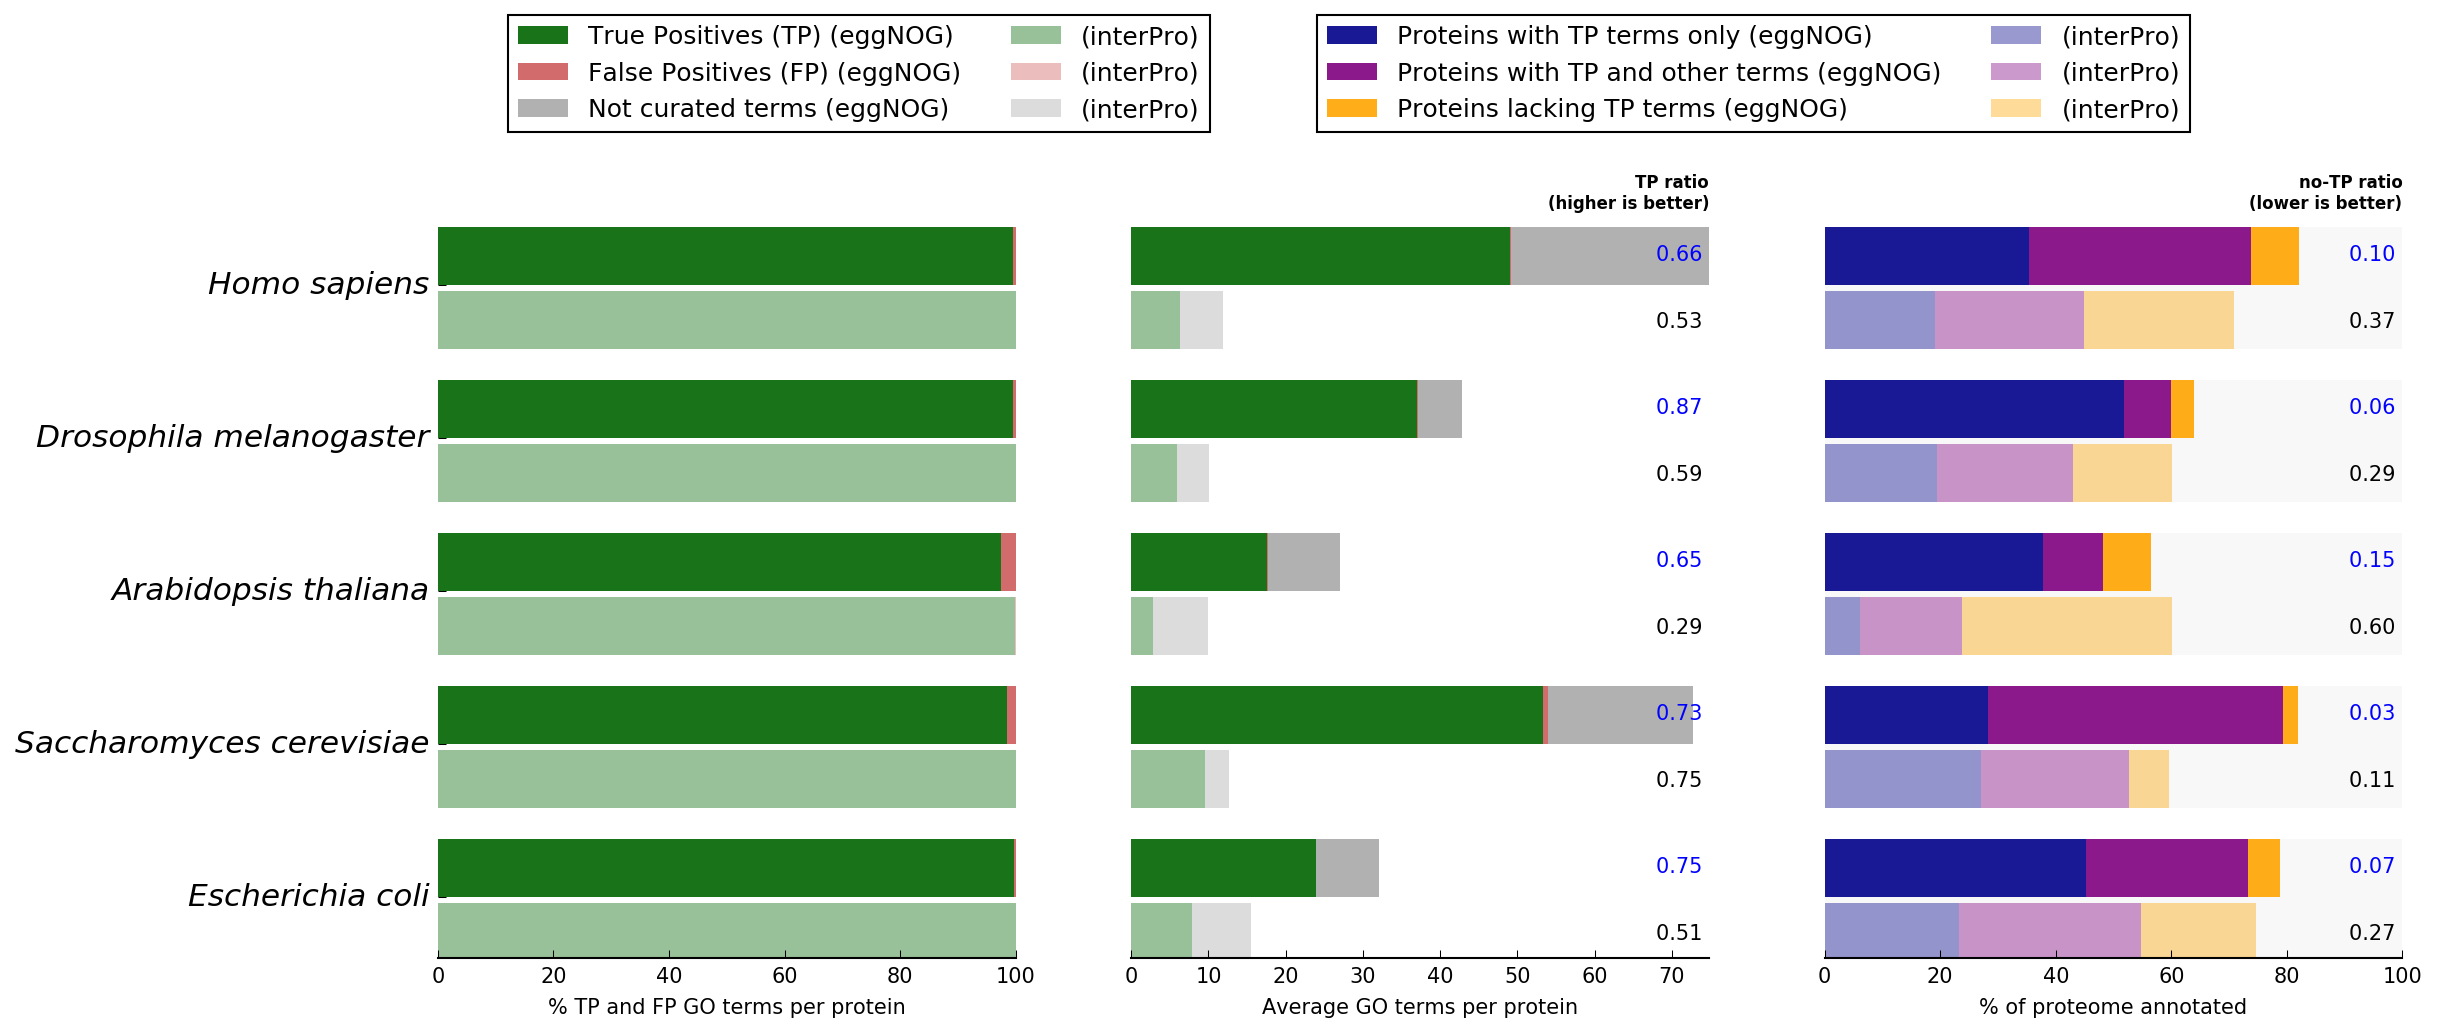 True Positives (TP) (eggNOG) (interPro)
False Positives (FP) (eggNOG) (interPro)
Not curated terms (eggNOG) (interPro)
Proteins with TP terms only (eggNOG) (interPro)
Proteins with TP and other terms (eggNOG) (interPro)
Proteins lacking TP terms (eggNOG) (interPro)
TP ratio
(higher is better)
no-TP ratio
(lower is better)
Homo sapiens
0.66
0.10
0.53
0.37
Drosophila melanogaster
0.87
0.06
0.59
0.29
Arabidopsis thaliana
0.65
0.15
0.29
0.60
Saccharomyces cerevisiae
0.73
0.03
0.75
0.11
Escherichia coli
0.75
0.07
0.51
0.27
0 20 40 60 80 100
% TP and FP GO terms per protein
0 10 20 30 40 50 60 70
Average GO terms per protein
0 20 40 60 80 100
% of proteome annotated